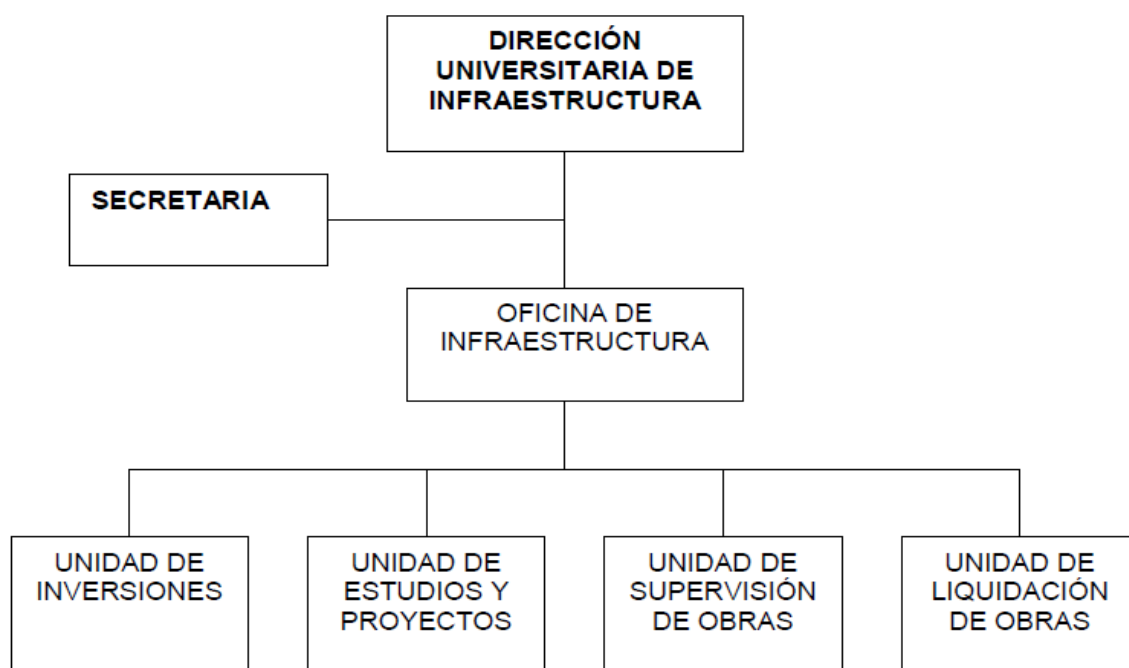 DIRECCIÓN
UNIVERSITARIA DE
INFRAESTRUCTURA
SECRETARIA
OFICINA DE
INFRAESTRUCTURA
UNIDAD DE
INVERSIONES
UNIDAD DE
ESTUDIOS Y
PROYECTOS
UNIDAD DE
SUPERVISIÓN
DE OBRAS
UNIDAD DE
LIQUIDACIÓN
DE OBRAS